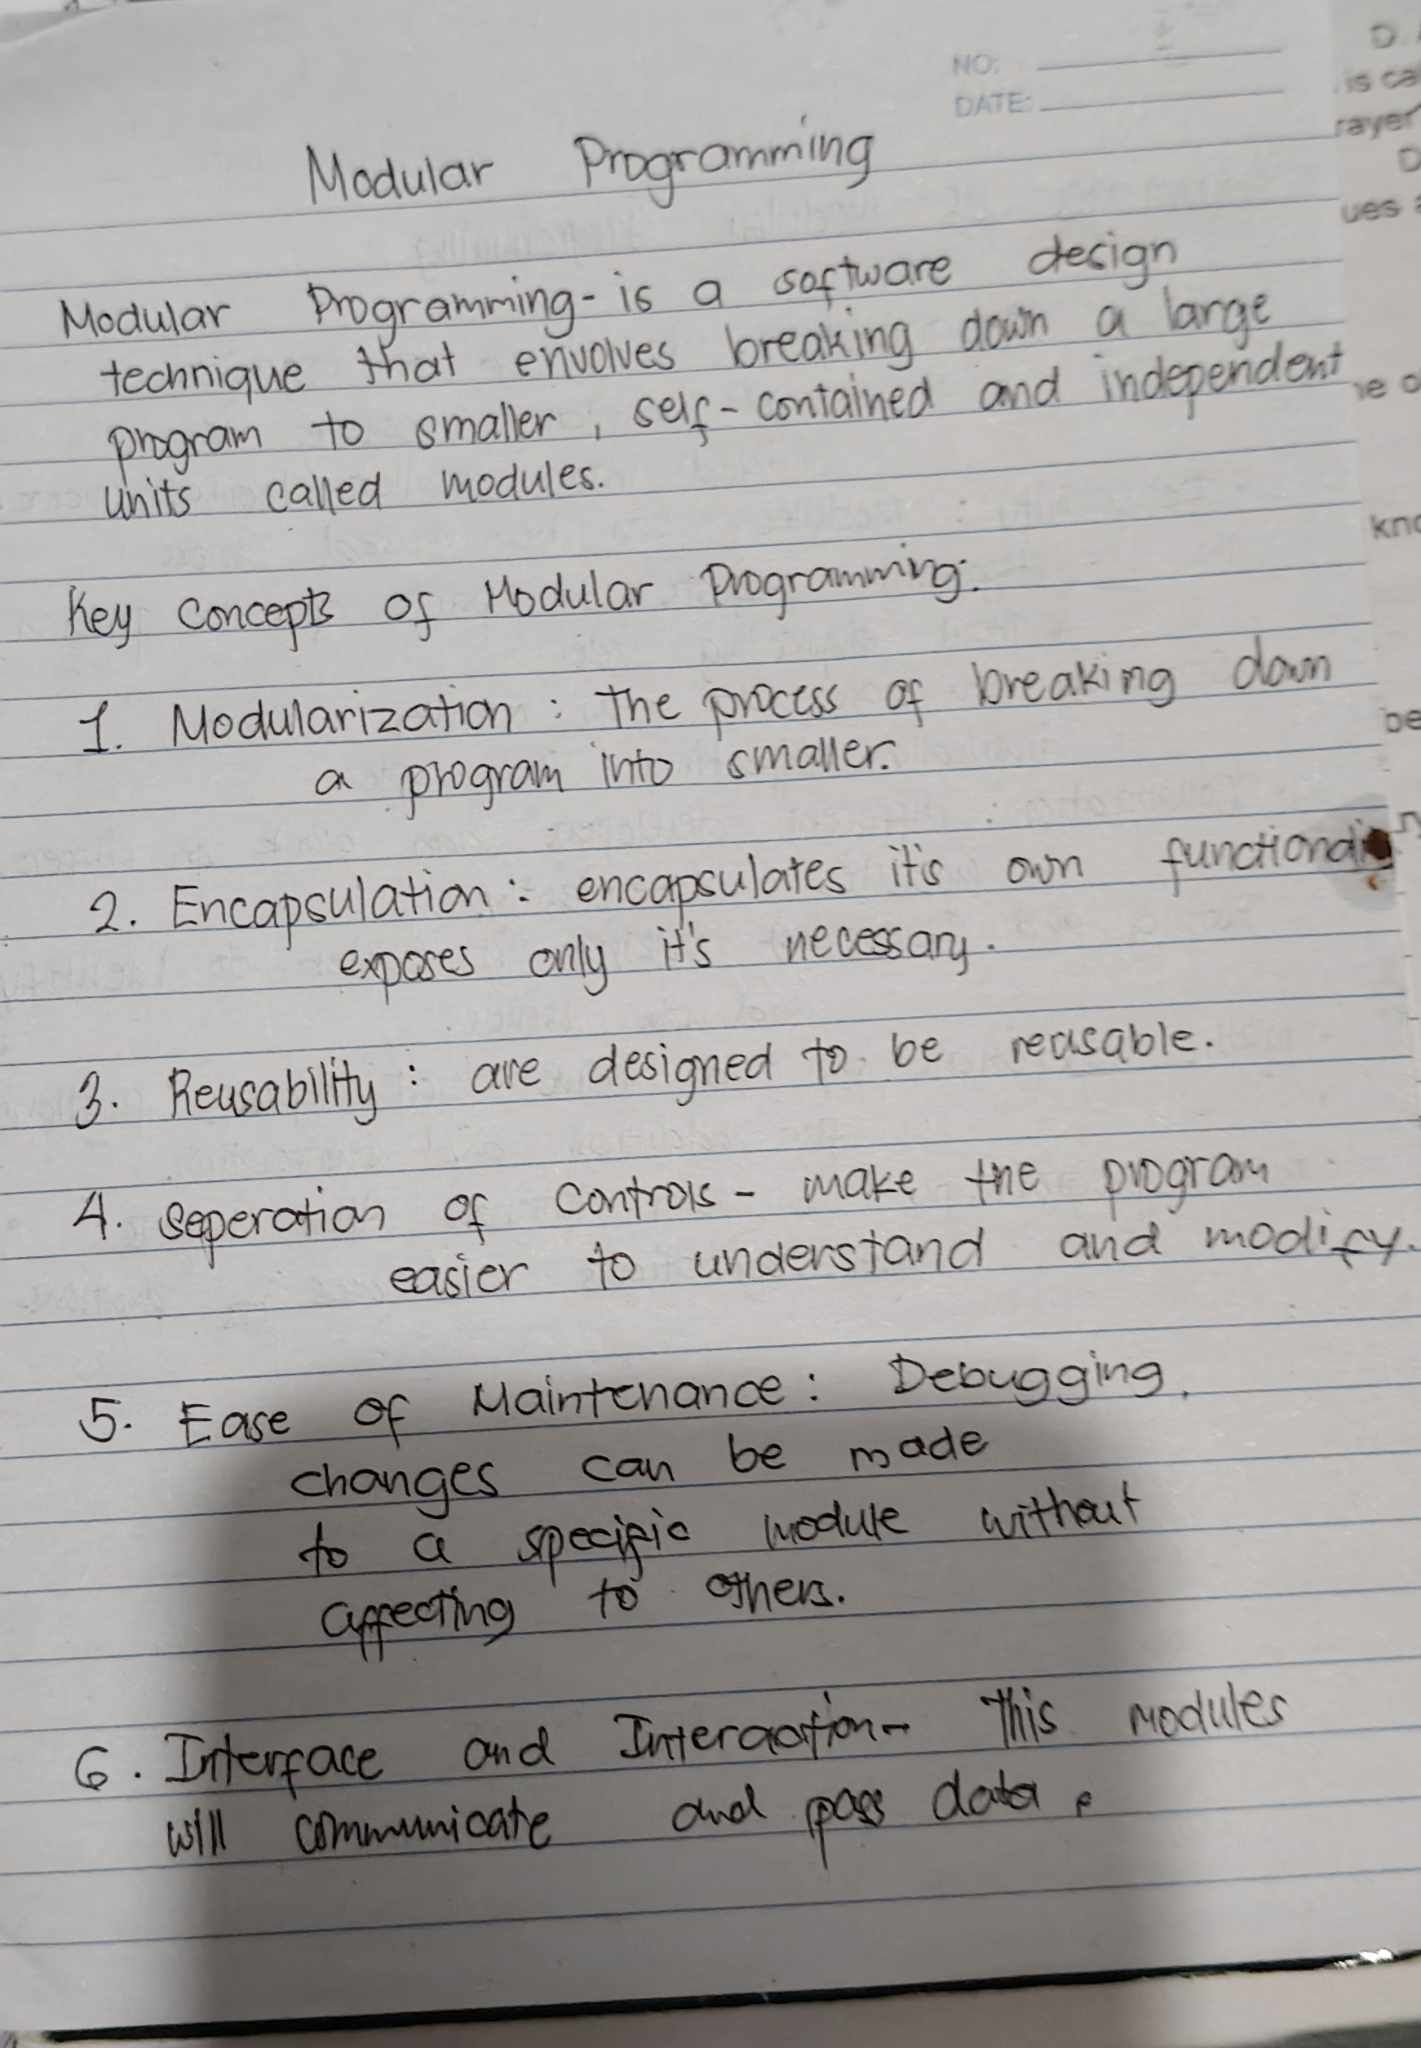 NO:
DATE:
Modular Programming
Modular Programming- is a software design
technique that envolves breaking down a large
program to smaller, self-contained and independent
units called modules.
Key Concepts of Modular Programming:
1. Modularization: the process of breaking down
a program into smaller.
2. Encapsulation: encapsulates it's own
exposes only it's necessary.
3. Reusability: are designed to be reusable.
4. Seperation of Controls - make the program
easier to understand and modify.
5. Ease of Maintenance: Debugging,
changes can be made
to a specific module without
affecting to others.
6. Interface and Interaction- This modules
will communicate and pass data.
D.
is
ues
be